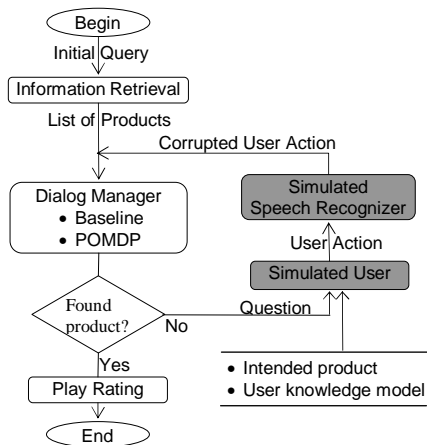 Begin
Initial Query
Information Retrieval
List of Products
Corrupted User Action
Dialog Manager
• Baseline
• POMDP
Simulated
Speech Recognizer
User Action
Simulated User
Found
product?
No
Question
Yes
• Intended product
• User knowledge model
Play Rating
End